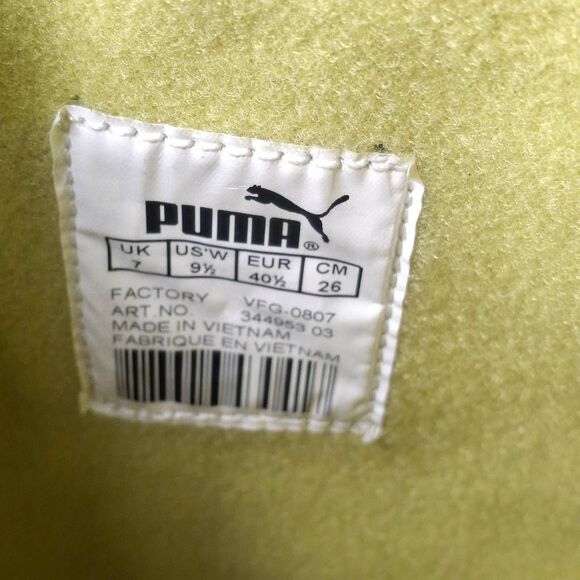 PUMA®
UK US'W EUR CM
7 9½ 40½ 26
FACTORY VFG-0807
ART.NO. 344953 03
MADE IN VIETNAM
FABRIQUE EN VIETNAM